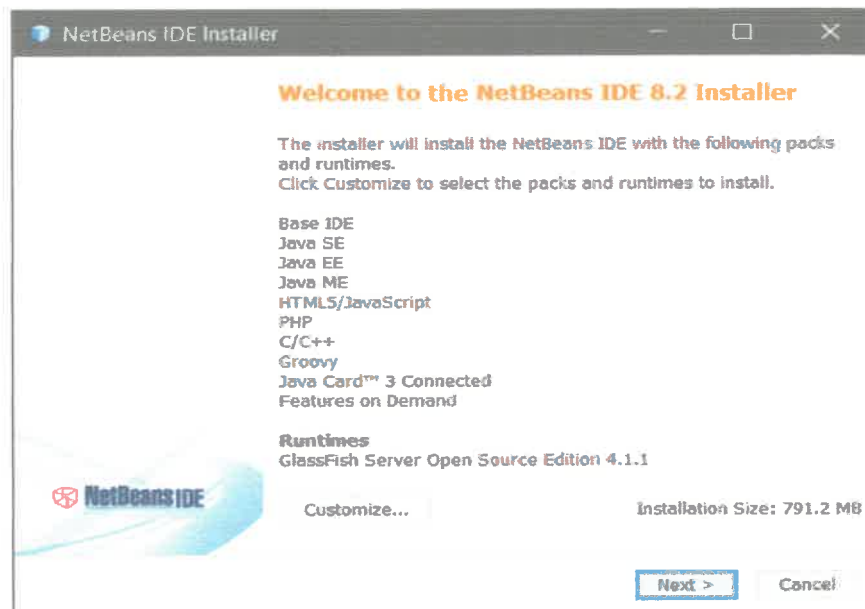 NetBeans IDE Installer
Welcome to the NetBeans IDE 8.2 Installer
The installer will install the NetBeans IDE with the following packs
and runtimes.
Click Customize to select the packs and runtimes to install.
Base IDE
Java SE
Java EE
Java ME
HTML5/JavaScript
PHP
C/C++
Groovy
Java Card™ 3 Connected
Features on Demand
Runtimes
GlassFish Server Open Source Edition 4.1.1
NetBeans IDE
Customize...
Installation Size: 791.2 MB
Next >
Cancel